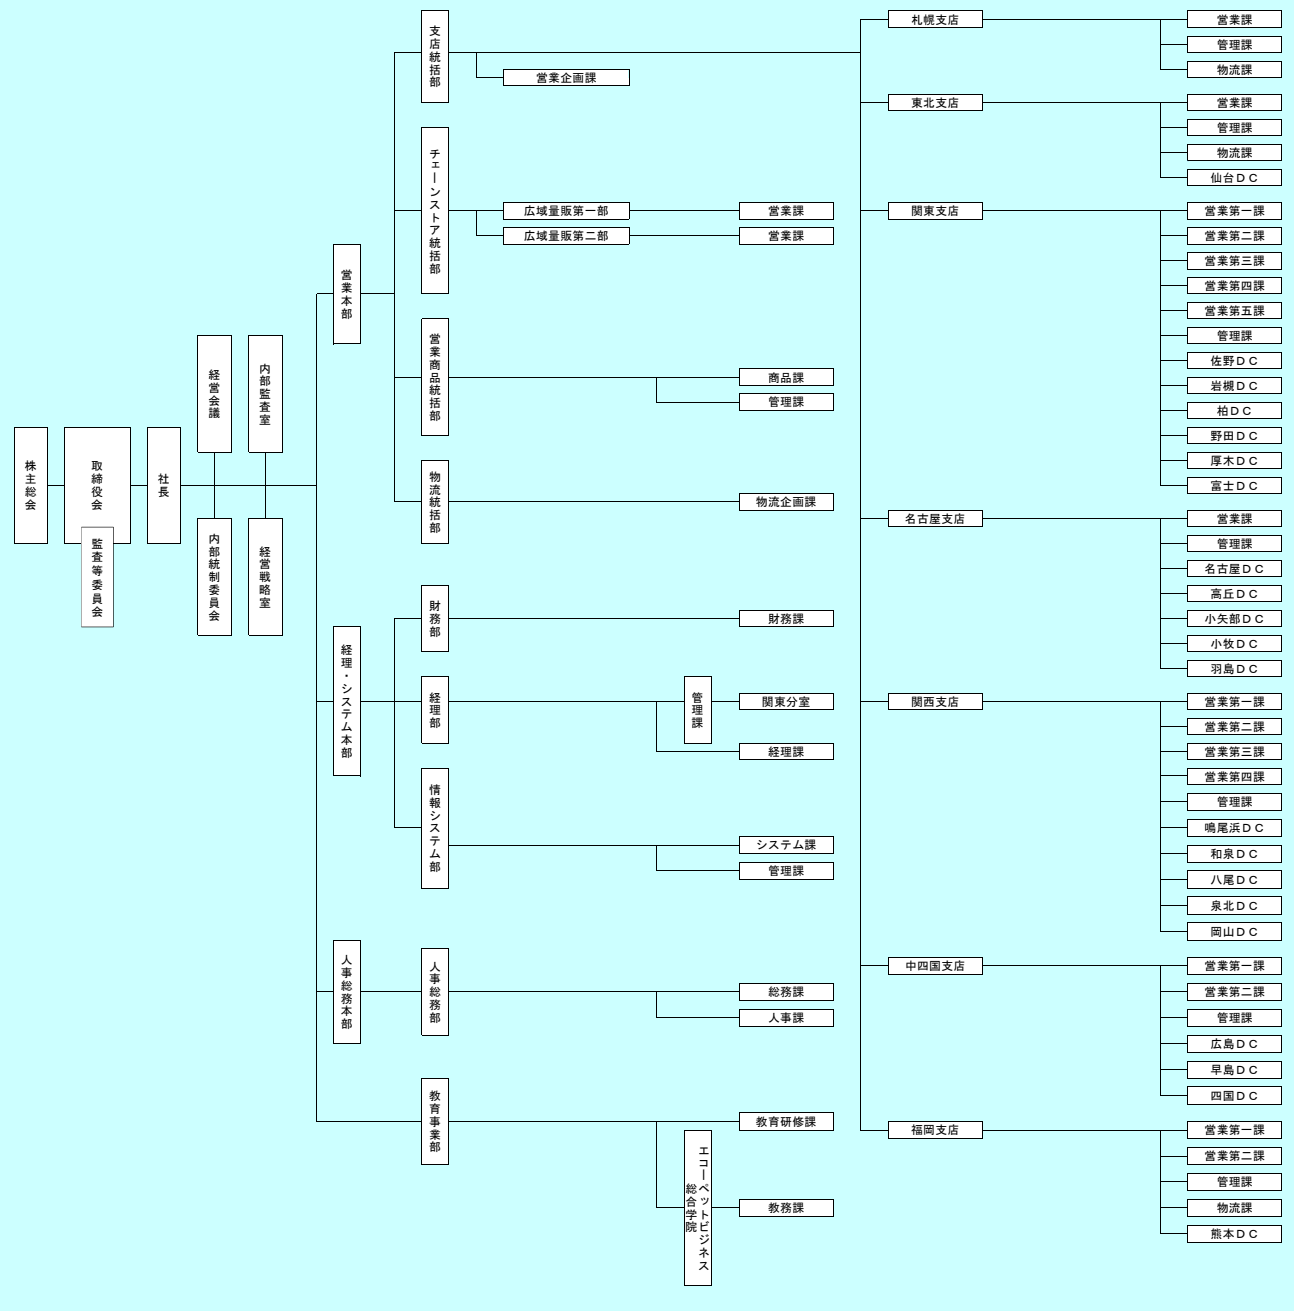 株主総会
取締役会
監査等委員会
社長
経営会議
内部監査室
内部統制委員会
経営戦略室
営業本部
支店統括部
営業企画課
チェーンストア統括部
広域量販第一部
営業課
広域量販第二部
営業課
営業商品統括部
商品課
管理課
物流統括部
物流企画課
経理・システム本部
財務部
財務課
経理部
管理課
関東分室
経理課
情報システム部
システム課
管理課
人事総務本部
人事総務部
総務課
人事課
教育事業部
教育研修課
エコーペットビジネス
総合学院
教務課
札幌支店
営業課
管理課
物流課
東北支店
営業課
管理課
物流課
仙台ＤＣ
関東支店
営業第一課
営業第二課
営業第三課
営業第四課
営業第五課
管理課
佐野ＤＣ
岩槻ＤＣ
柏ＤＣ
野田ＤＣ
厚木ＤＣ
富士ＤＣ
名古屋支店
営業課
管理課
名古屋ＤＣ
高丘ＤＣ
小矢部ＤＣ
小牧ＤＣ
羽島ＤＣ
関西支店
営業第一課
営業第二課
営業第三課
営業第四課
管理課
鳴尾浜ＤＣ
和泉ＤＣ
八尾ＤＣ
泉北ＤＣ
岡山ＤＣ
中四国支店
営業第一課
営業第二課
管理課
広島ＤＣ
早島ＤＣ
四国ＤＣ
福岡支店
営業第一課
営業第二課
管理課
物流課
熊本ＤＣ